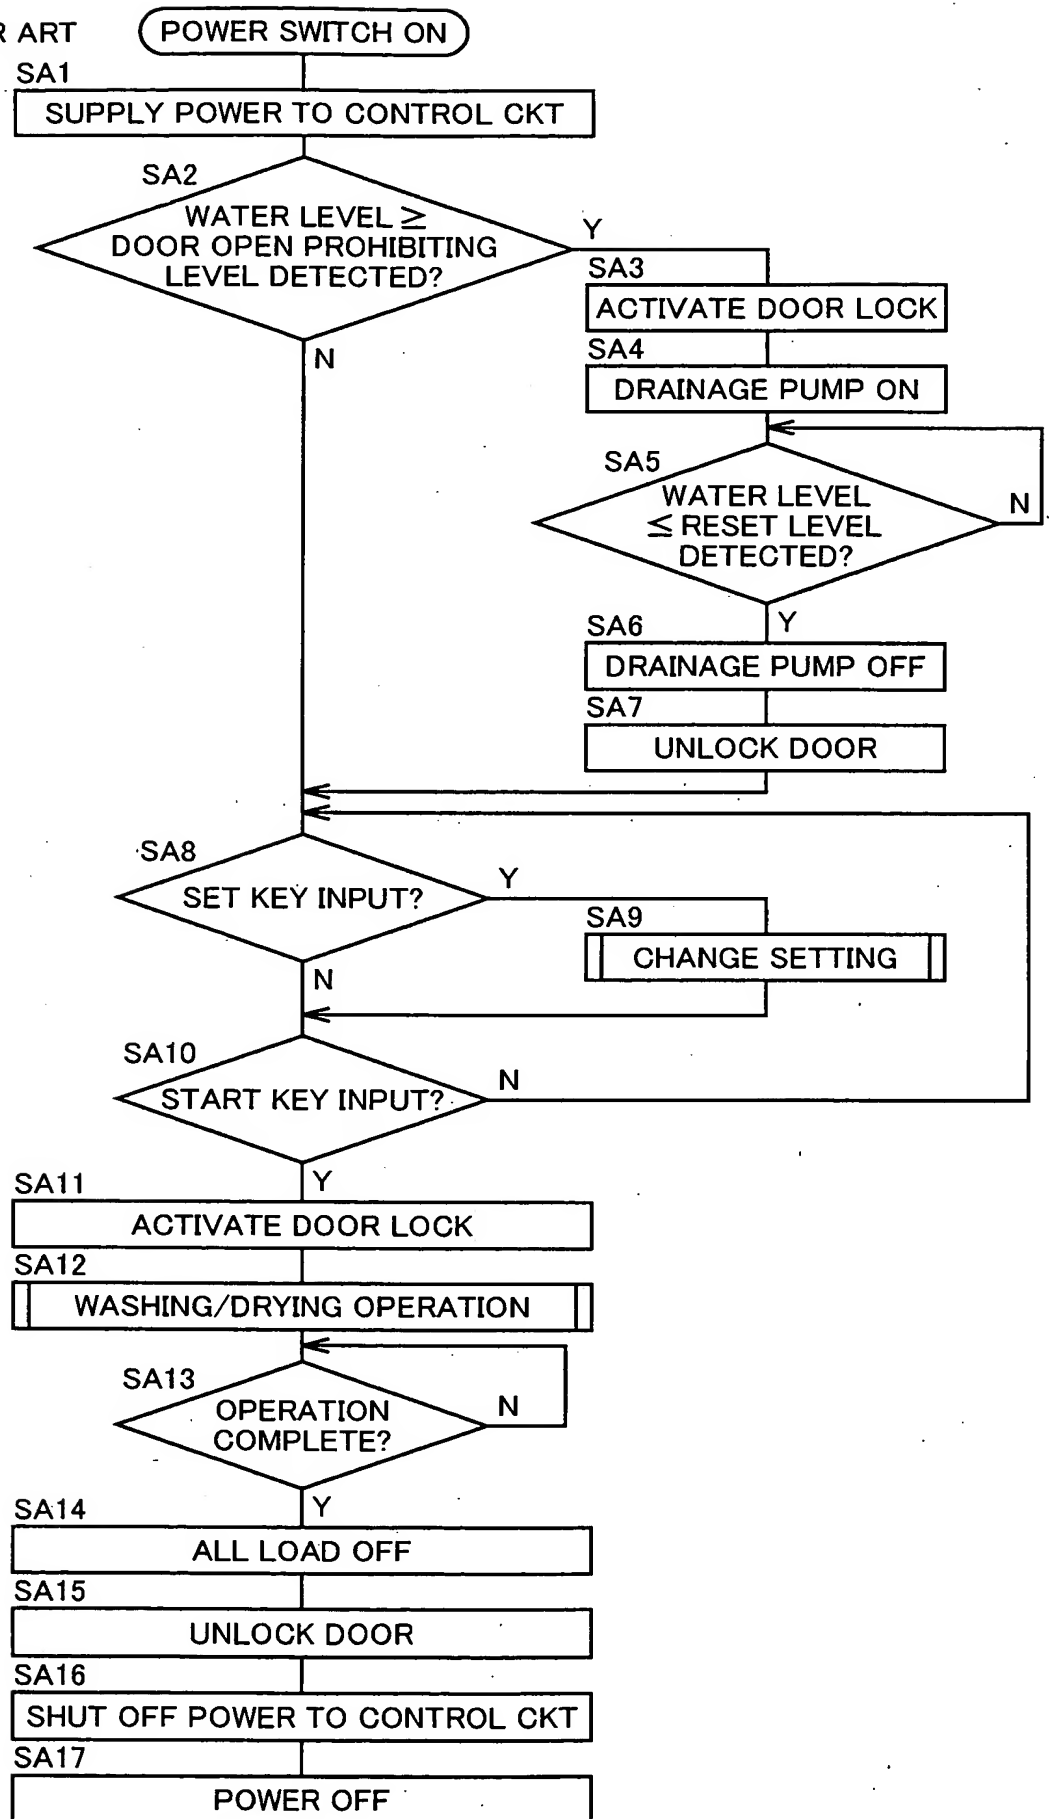 R ART
POWER SWITCH ON
SA1
SUPPLY POWER TO CONTROL CKT
SA2
WATER LEVEL ≧
DOOR OPEN PROHIBITING
LEVEL DETECTED?
Y
N
SA3
ACTIVATE DOOR LOCK
SA4
DRAINAGE PUMP ON
SA5
WATER LEVEL
≦ RESET LEVEL
DETECTED?
N
Y
SA6
DRAINAGE PUMP OFF
SA7
UNLOCK DOOR
SA8
SET KEY INPUT?
Y
N
SA9
CHANGE SETTING
SA10
START KEY INPUT?
N
Y
SA11
ACTIVATE DOOR LOCK
SA12
WASHING/DRYING OPERATION
SA13
OPERATION
COMPLETE?
N
Y
SA14
ALL LOAD OFF
SA15
UNLOCK DOOR
SA16
SHUT OFF POWER TO CONTROL CKT
SA17
POWER OFF